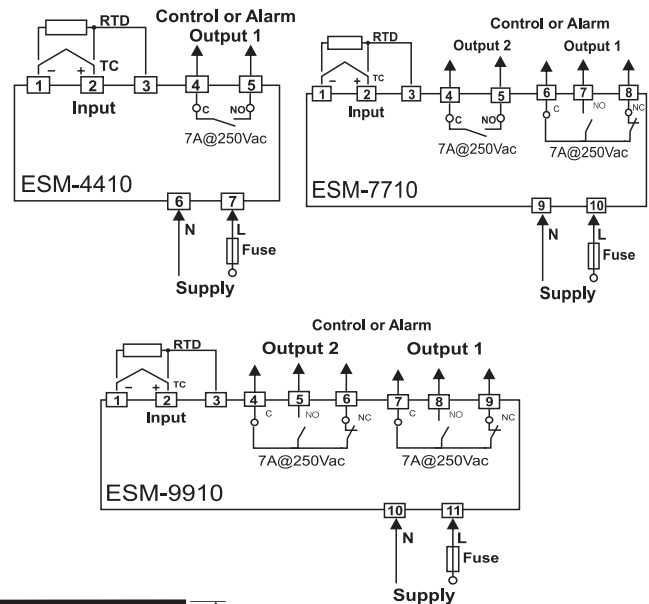 Control or Alarm
Output 1
RTD
TC
− +
1 2 3 4 5
Input
C NO
7A@250Vac
ESM-4410
6 7
N L
Fuse
Supply
Control or Alarm
Output 2 Output 1
RTD
TC
− +
1 2 3 4 5 6 7 8
Input
C NO C NO NC
7A@250Vac 7A@250Vac
ESM-7710
9 10
N L
Fuse
Supply
Control or Alarm
Output 2 Output 1
RTD
TC
− +
1 2 3 4 5 6 7 8 9
Input
C NO NC C NO NC
7A@250Vac 7A@250Vac
ESM-9910
10 11
N L
Fuse
Supply